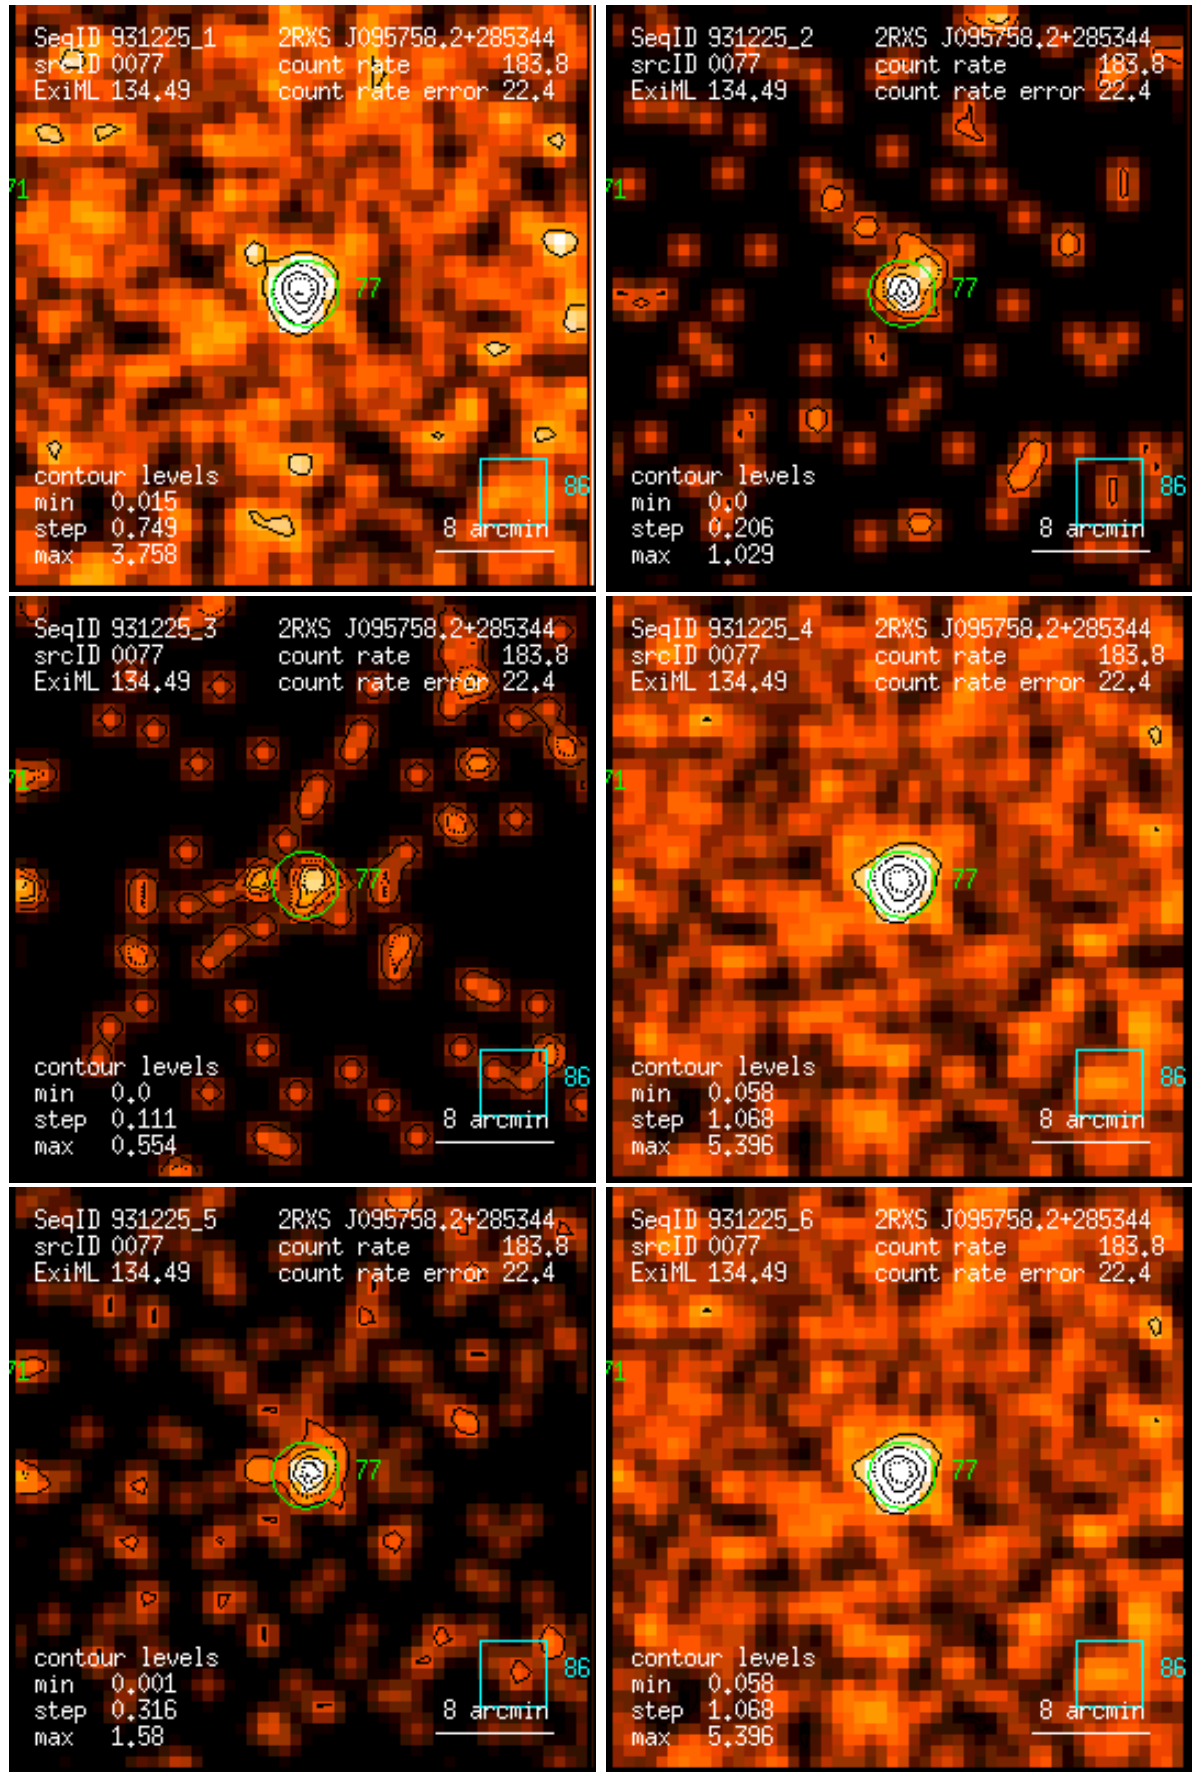 SeqID 931225_1 2RXS J095758.2+285344
srcID 0077 count rate 183.8
ExiML 134.49 count rate error 22.4
71
77
contour levels
min 0.015
86
step 0.749 8 arcmin
max 3.758
SeqID 931225_2 2RXS J095758.2+285344
srcID 0077 count rate 183.8
ExiML 134.49 count rate error 22.4
71
77
contour levels
min 0.0
86
step 0.206 8 arcmin
max 1.029
SeqID 931225_3 2RXS J095758.2+285344
srcID 0077 count rate 183.8
ExiML 134.49 count rate error 22.4
71
77
contour levels
min 0.0
86
step 0.111 8 arcmin
max 0.554
SeqID 931225_4 2RXS J095758.2+285344
srcID 0077 count rate 183.8
ExiML 134.49 count rate error 22.4
71
77
contour levels
min 0.058
86
step 1.068 8 arcmin
max 5.396
SeqID 931225_5 2RXS J095758.2+285344
srcID 0077 count rate 183.8
ExiML 134.49 count rate error 22.4
71
77
contour levels
min 0.001
86
step 0.316 8 arcmin
max 1.58
SeqID 931225_6 2RXS J095758.2+285344
srcID 0077 count rate 183.8
ExiML 134.49 count rate error 22.4
71
77
contour levels
min 0.058
86
step 1.068 8 arcmin
max 5.396